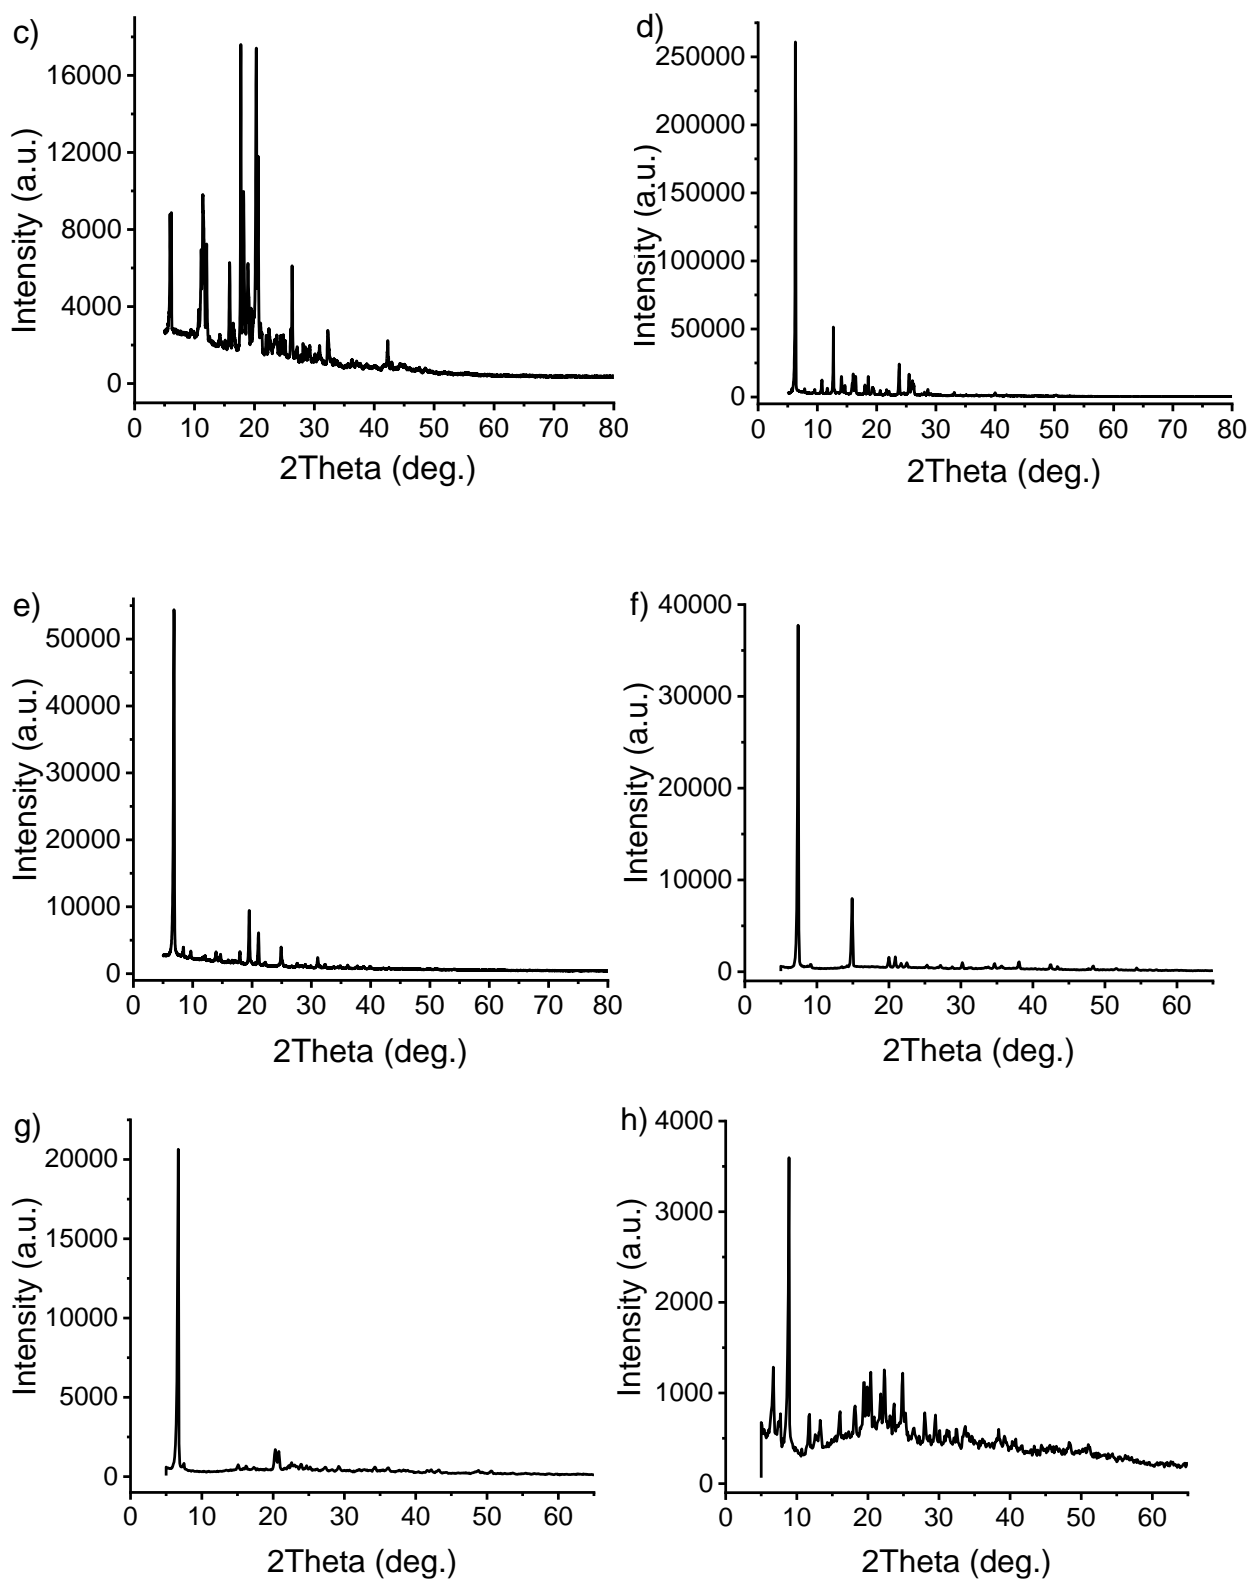 c)
Intensity (a.u.)
16000
12000
8000
4000
0
0 10 20 30 40 50 60 70 80
2Theta (deg.)
d)
Intensity (a.u.)
250000
200000
150000
100000
50000
0
0 10 20 30 40 50 60 70 80
2Theta (deg.)
e)
Intensity (a.u.)
50000
40000
30000
20000
10000
0
0 10 20 30 40 50 60 70 80
2Theta (deg.)
f)
Intensity (a.u.)
40000
30000
20000
10000
0
0 10 20 30 40 50 60
2Theta (deg.)
g)
Intensity (a.u.)
20000
15000
10000
5000
0
0 10 20 30 40 50 60
2Theta (deg.)
h)
Intensity (a.u.)
4000
3000
2000
1000
0
0 10 20 30 40 50 60
2Theta (deg.)